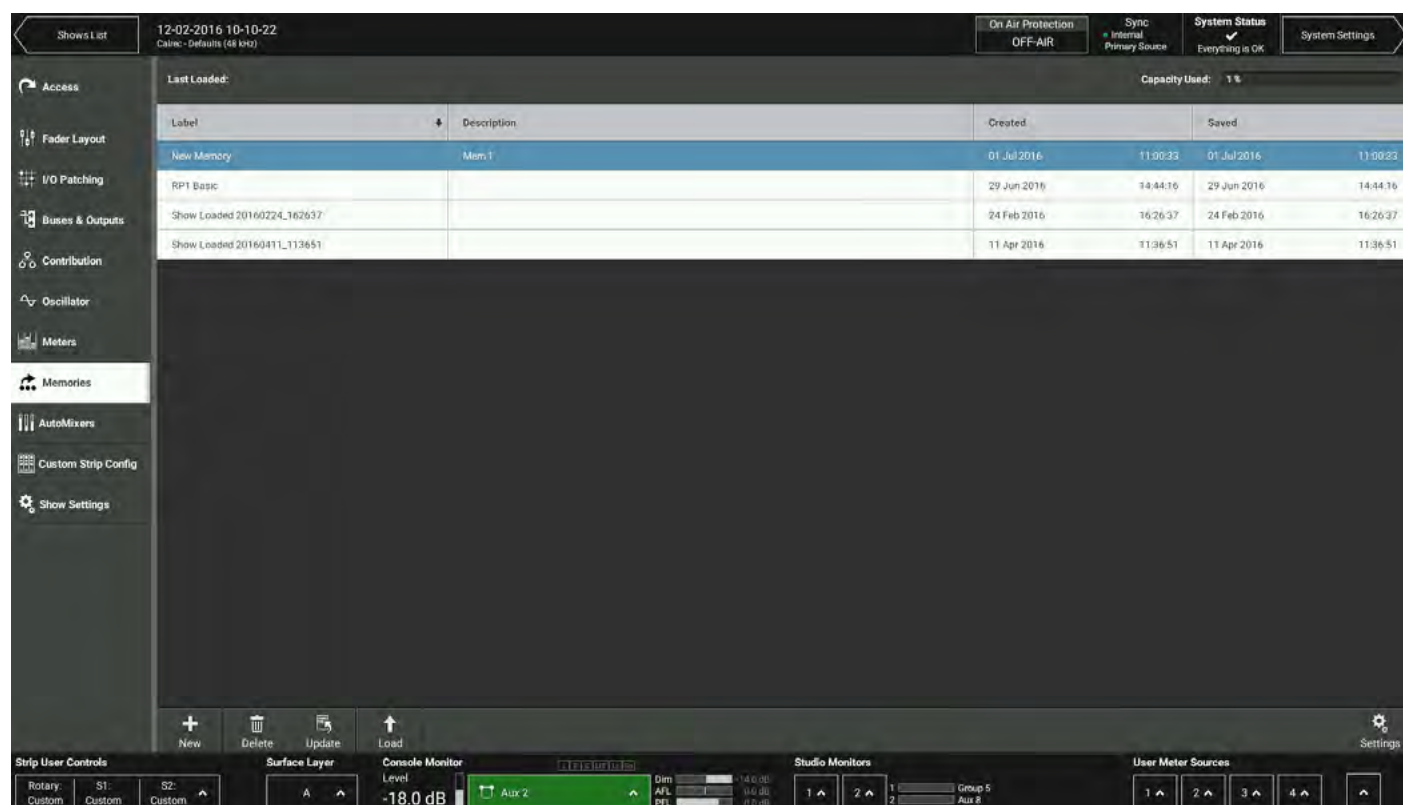 Shows List
12-02-2016 10-10-22
Calrec - Defaults (48 kHz)
On Air Protection
OFF-AIR
Sync
Internal
Primary Source
System Status
Everything is OK
System Settings
Access
Fader Layout
I/O Patching
Buses & Outputs
Contribution
Oscillator
Meters
Memories
AutoMixers
Custom Strip Config
Show Settings
Last Loaded:
Capacity Used: 1 %
Label Description Created Saved
New Memory Mem 1 01 Jul 2016 11:00:23 01 Jul 2016 11:00:23
RP1 Basic 29 Jun 2016 14:44:16 29 Jun 2016 14:44:16
Show Loaded 20160224_162637 24 Feb 2016 16:26:37 24 Feb 2016 16:26:37
Show Loaded 20160411_113651 11 Apr 2016 11:36:51 11 Apr 2016 11:36:51
New Delete Update Load Settings
Strip User Controls
Rotary: Custom
S1: Custom
S2: Custom
Surface Layer
A
Console Monitor
Level
-18.0 dB
Aux 2
Dim
AFL
PFL
Studio Monitors
1 2
1 Group 5
2 Aux 8
User Meter Sources
1 2 3 4